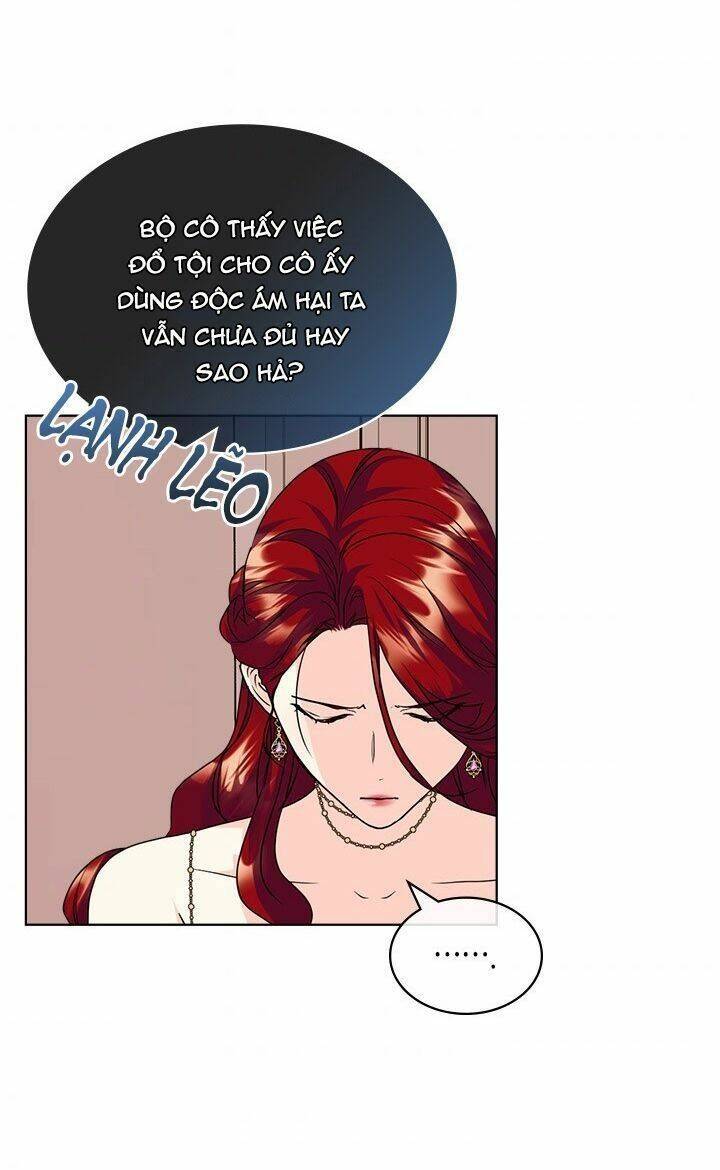 BỘ CÔ THẤY VIỆC
ĐỔ TỘI CHO CÔ ẤY
DÙNG ĐỘC ÁM HẠI TA
VẪN CHƯA ĐỦ HAY
SAO HẢ?
LẠNH LẼO
.......